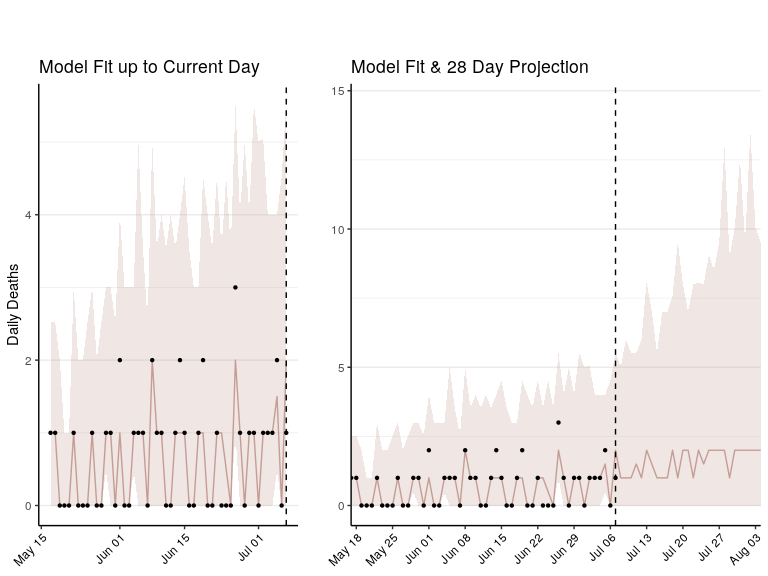 Model Fit up to Current Day
Daily Deaths
4
2
0
May 15
Jun 01
Jun 15
Jul 01
Model Fit & 28 Day Projection
15
10
5
0
May 18
May 25
Jun 01
Jun 08
Jun 15
Jun 22
Jun 29
Jul 06
Jul 13
Jul 20
Jul 27
Aug 03